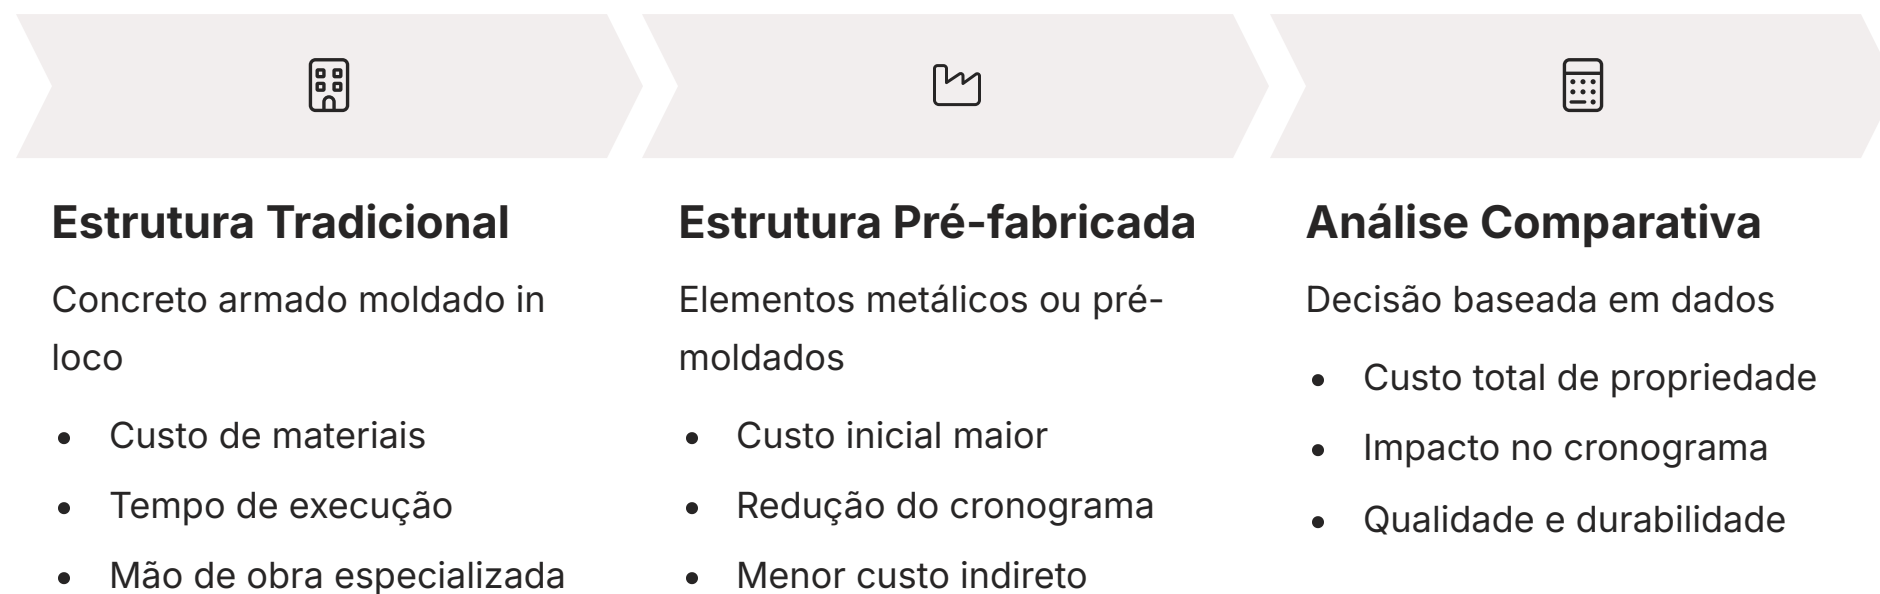 Estrutura Tradicional
Concreto armado moldado in
loco
• Custo de materiais
• Tempo de execução
• Mão de obra especializada
Estrutura Pré-fabricada
Elementos metálicos ou pré-
moldados
• Custo inicial maior
• Redução do cronograma
• Menor custo indireto
Análise Comparativa
Decisão baseada em dados
• Custo total de propriedade
• Impacto no cronograma
• Qualidade e durabilidade